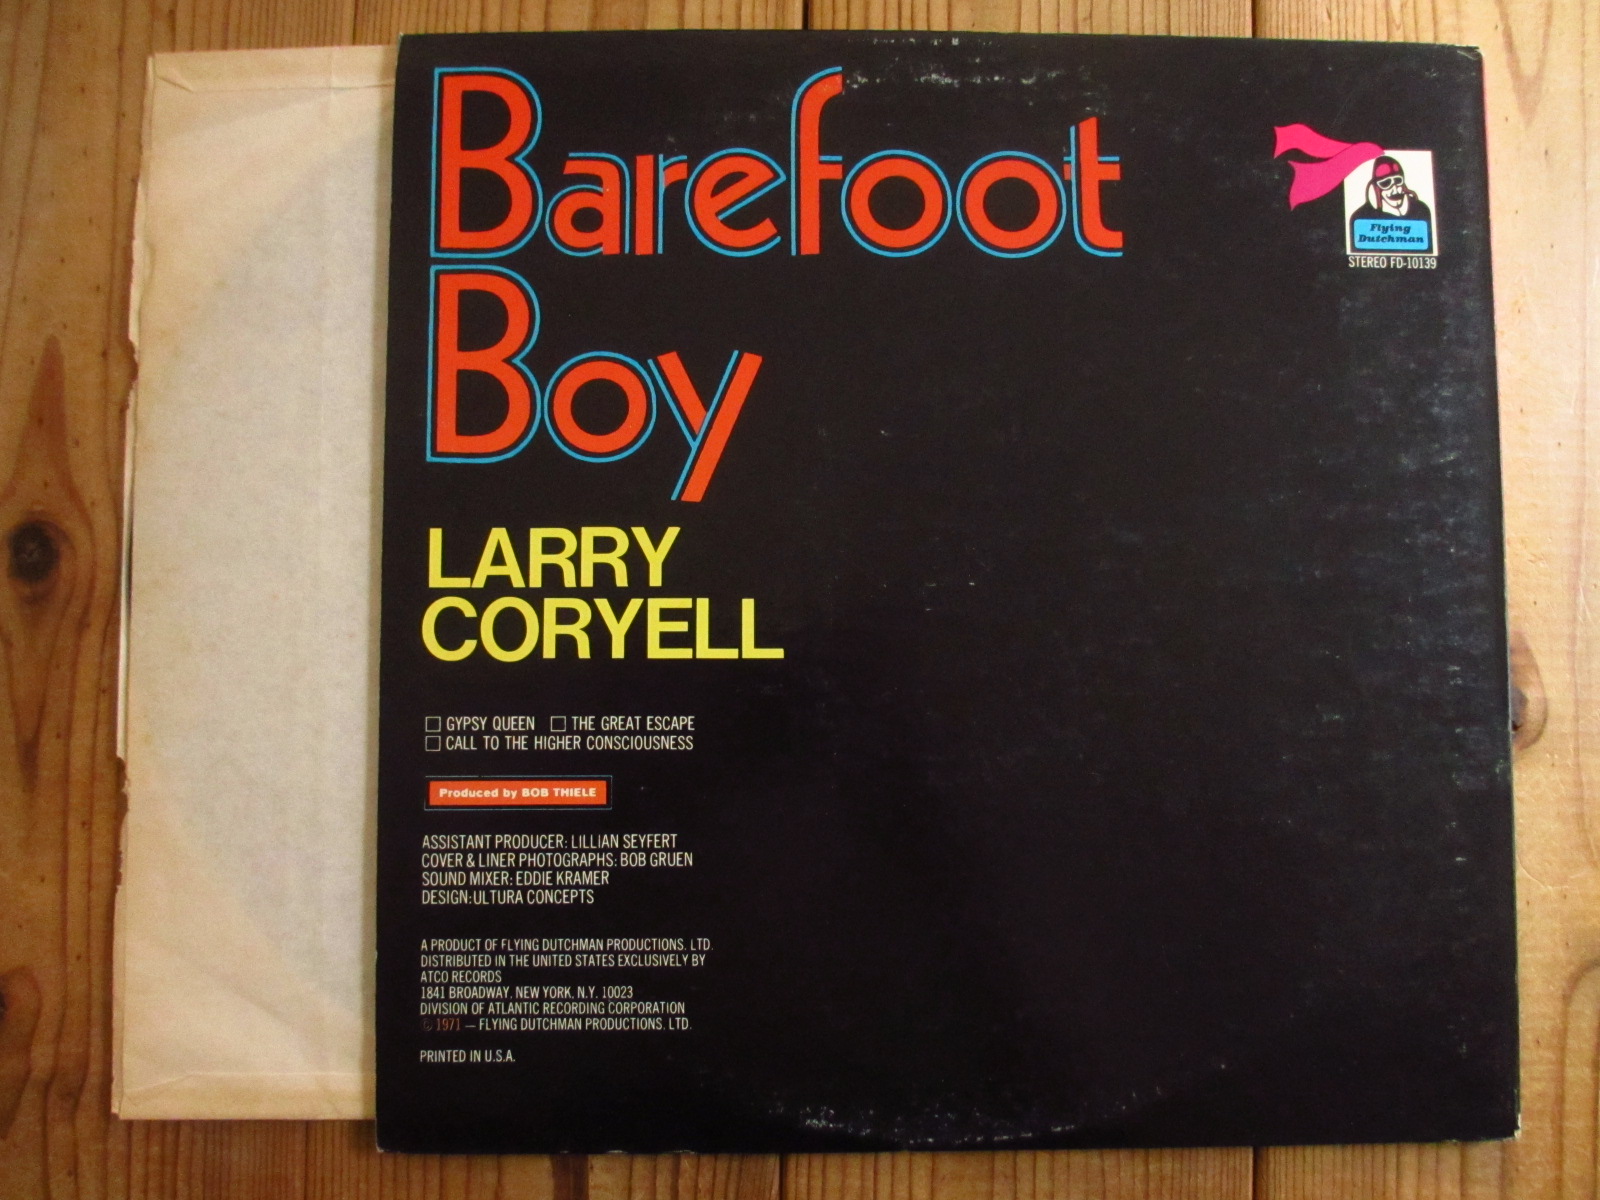 Barefoot
Boy
Flying
Dutchman
STEREO FD-10139
LARRY
CORYELL
□ GYPSY QUEEN □ THE GREAT ESCAPE
□ CALL TO THE HIGHER CONSCIOUSNESS
Produced by BOB THIELE
ASSISTANT PRODUCER: LILLIAN SEYFERT
COVER & LINER PHOTOGRAPHS: BOB GRUEN
SOUND MIXER: EDDIE KRAMER
DESIGN: ULTURA CONCEPTS
A PRODUCT OF FLYING DUTCHMAN PRODUCTIONS. LTD.
DISTRIBUTED IN THE UNITED STATES EXCLUSIVELY BY
ATCO RECORDS
1841 BROADWAY. NEW YORK, N.Y. 10023
DIVISION OF ATLANTIC RECORDING CORPORATION
© 1971 — FLYING DUTCHMAN PRODUCTIONS. LTD.
PRINTED IN U.S.A.